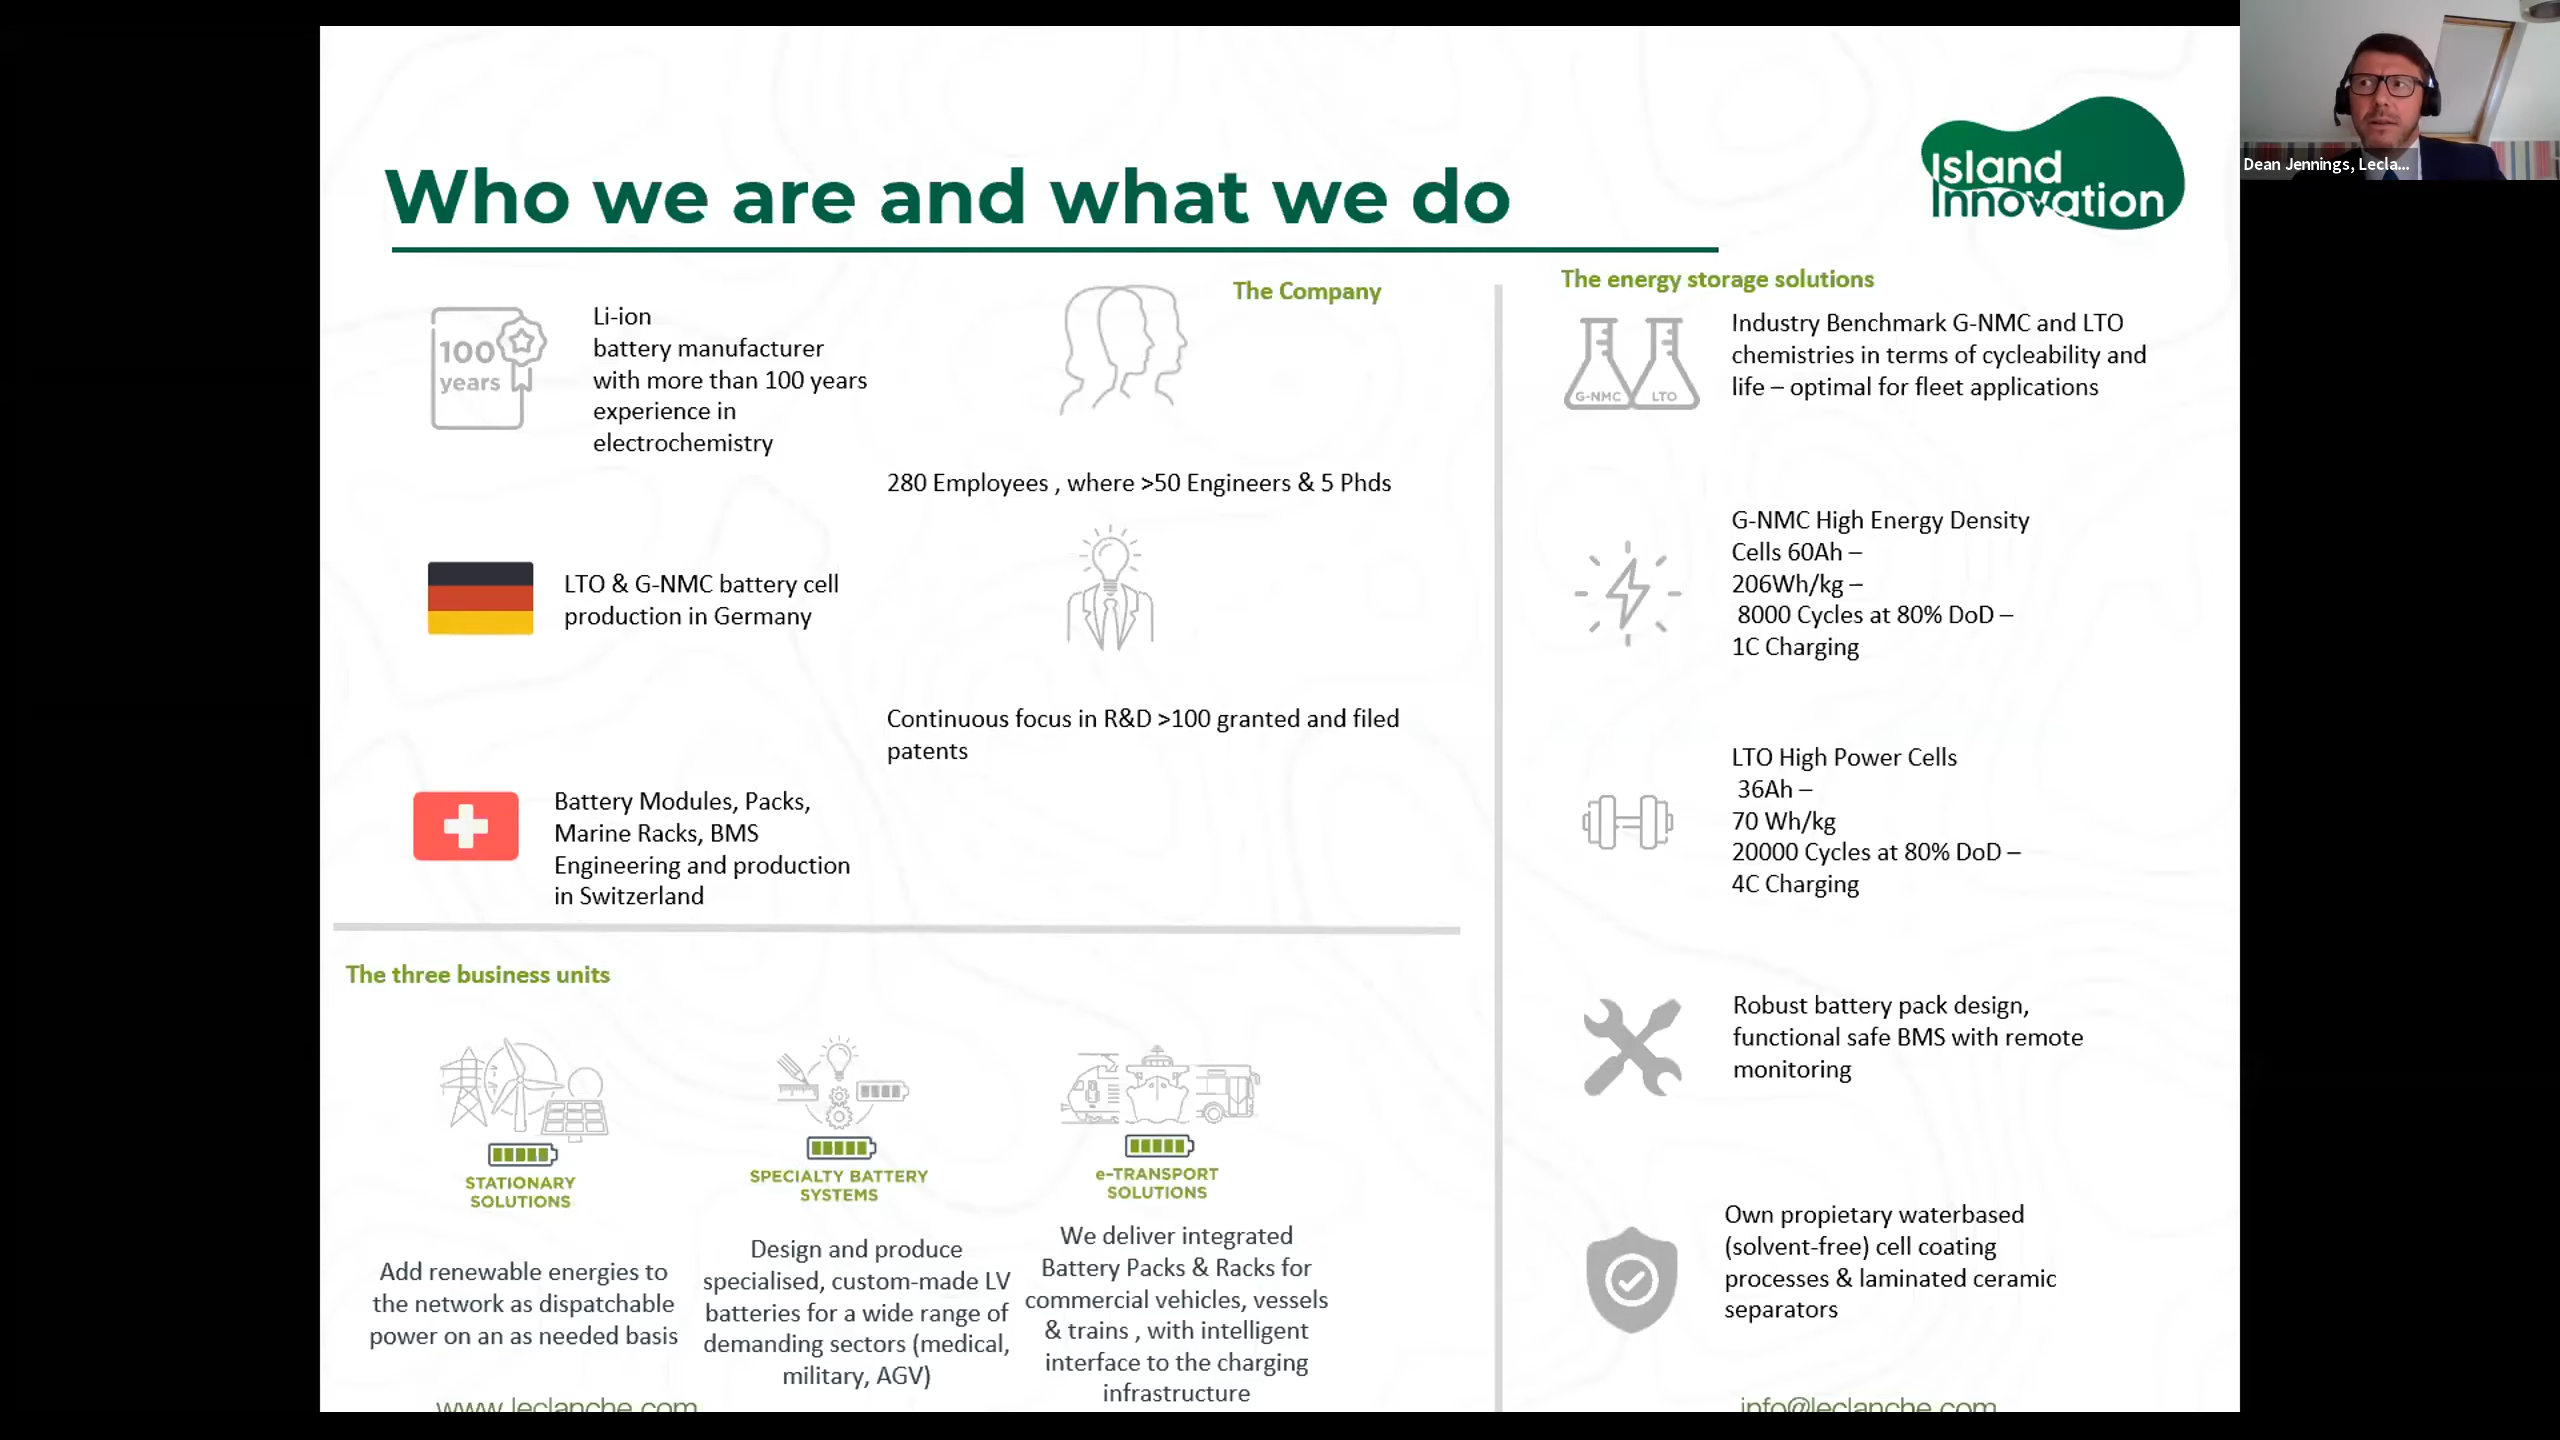 Who we are and what we do
Island
Innovation
Dean Jennings, Lecla...
The Company
100
years
Li-ion
battery manufacturer
with more than 100 years
experience in
electrochemistry
280 Employees , where >50 Engineers & 5 Phds
LTO & G-NMC battery cell
production in Germany
Continuous focus in R&D >100 granted and filed
patents
Battery Modules, Packs,
Marine Racks, BMS
Engineering and production
in Switzerland
The three business units
STATIONARY
SOLUTIONS
Add renewable energies to
the network as dispatchable
power on an as needed basis
SPECIALTY BATTERY
SYSTEMS
Design and produce
specialised, custom-made LV
batteries for a wide range of
demanding sectors (medical,
military, AGV)
e-TRANSPORT
SOLUTIONS
We deliver integrated
Battery Packs & Racks for
commercial vehicles, vessels
& trains , with intelligent
interface to the charging
infrastructure
The energy storage solutions
G-NMC
LTO
Industry Benchmark G-NMC and LTO
chemistries in terms of cycleability and
life – optimal for fleet applications
G-NMC High Energy Density
Cells 60Ah –
206Wh/kg –
8000 Cycles at 80% DoD –
1C Charging
LTO High Power Cells
36Ah –
70 Wh/kg
20000 Cycles at 80% DoD –
4C Charging
Robust battery pack design,
functional safe BMS with remote
monitoring
Own propietary waterbased
(solvent-free) cell coating
processes & laminated ceramic
separators
www.leclanche.com
info@leclanche.com